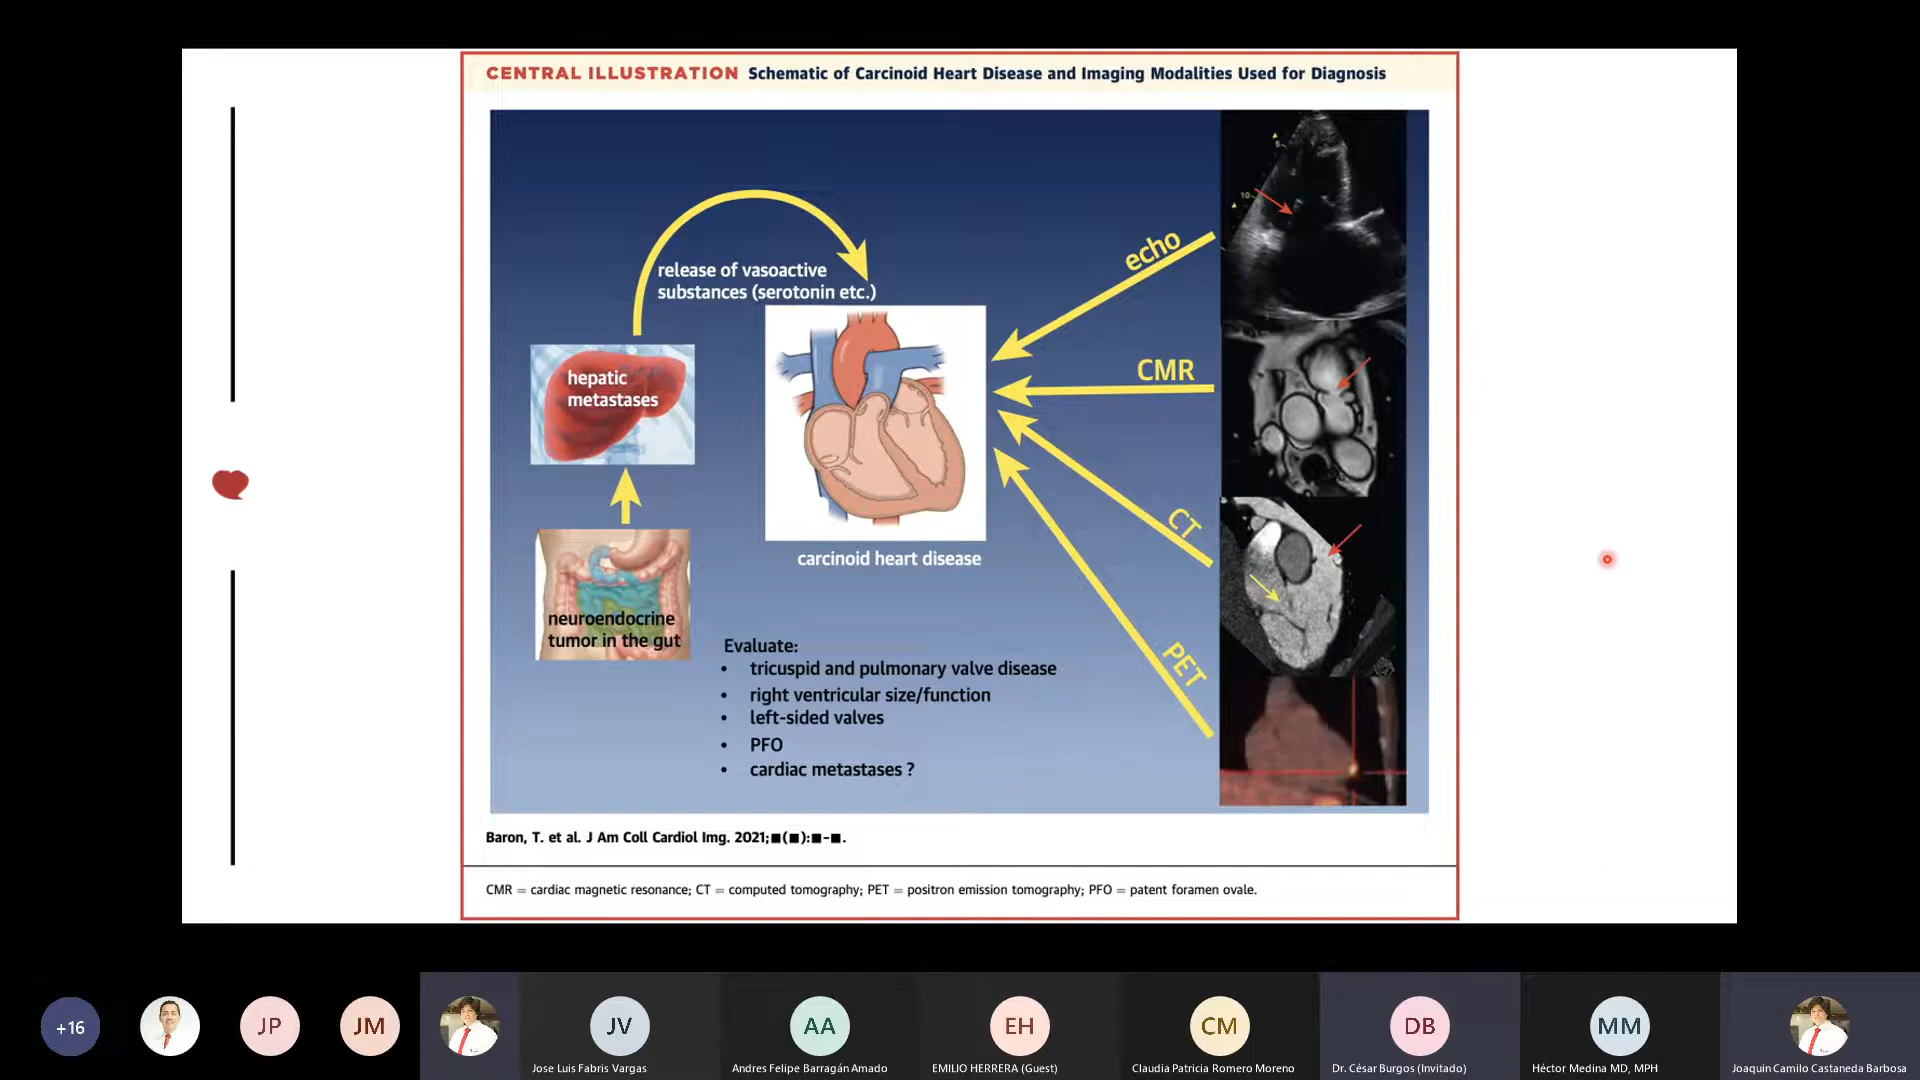 CENTRAL ILLUSTRATION Schematic of Carcinoid Heart Disease and Imaging Modalities Used for Diagnosis
release of vasoactive
substances (serotonin etc.)
hepatic
metastases
neuroendocrine
tumor in the gut
carcinoid heart disease
echo
CMR
CT
PET
5
10
Evaluate:
• tricuspid and pulmonary valve disease
• right ventricular size/function
• left-sided valves
• PFO
• cardiac metastases ?
Baron, T. et al. J Am Coll Cardiol Img. 2021;■(■):■-■.
CMR = cardiac magnetic resonance; CT = computed tomography; PET = positron emission tomography; PFO = patent foramen ovale.
+16
JP
JM
JV
AA
EH
CM
DB
MM
Jose Luis Fabris Vargas
Andres Felipe Barragán Amado
EMILIO HERRERA (Guest)
Claudia Patricia Romero Moreno
Dr. César Burgos (Invitado)
Héctor Medina MD, MPH
Joaquin Camilo Castaneda Barbosa